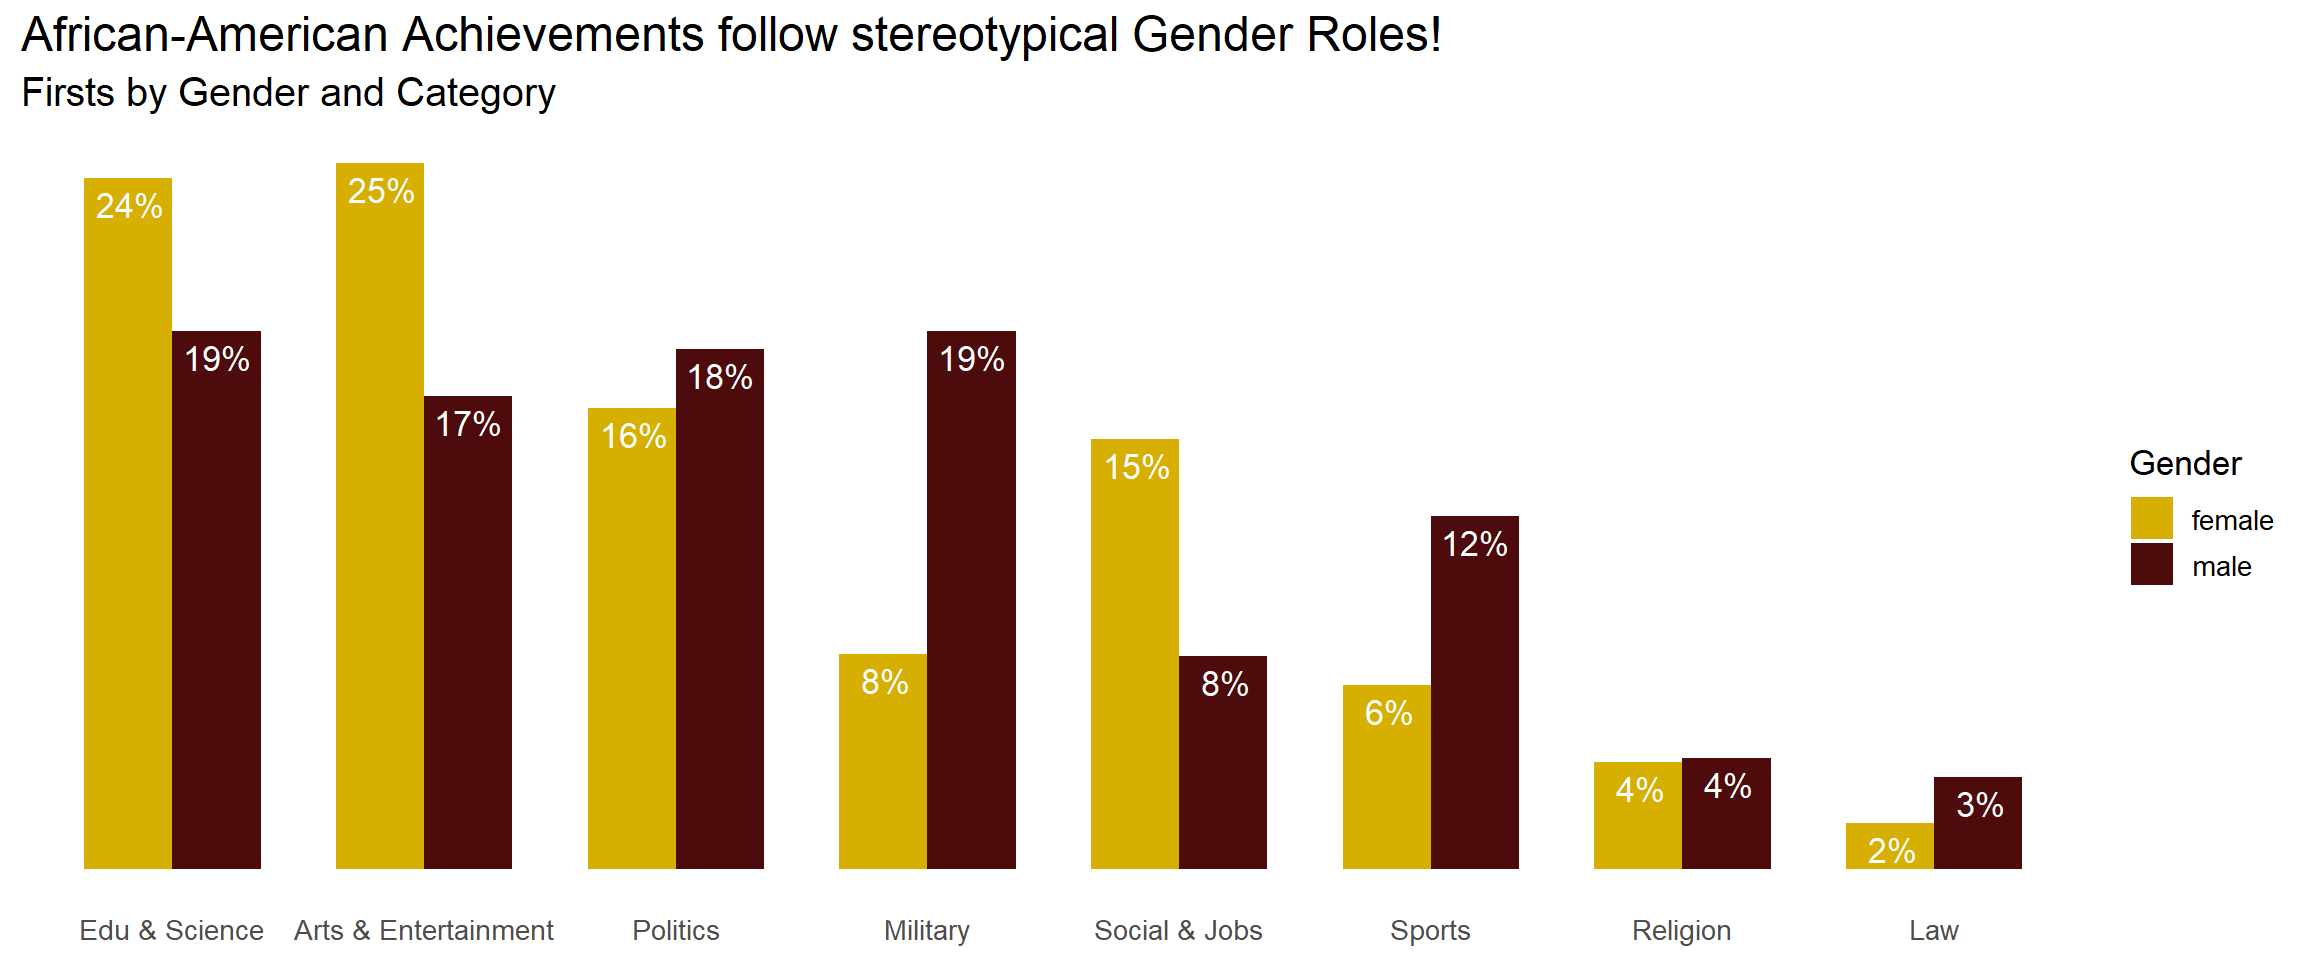 African-American Achievements follow stereotypical Gender Roles!
Firsts by Gender and Category
24%
19%
25%
17%
16%
18%
8%
19%
15%
8%
6%
12%
4%
4%
2%
3%
Edu & Science
Arts & Entertainment
Politics
Military
Social & Jobs
Sports
Religion
Law
Gender
female
male